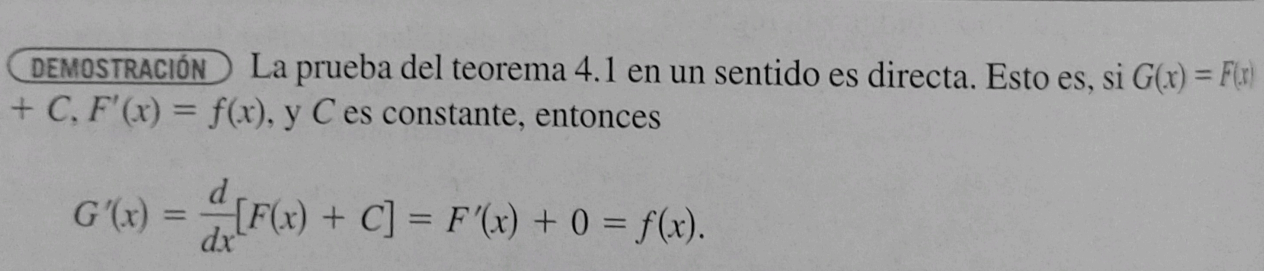 DEMOSTRACIÓN La prueba del teorema 4.1 en un sentido es directa. Esto es, si G(x) = F(x)
+ C, F'(x) = f(x), y C es constante, entonces
G'(x) = d/dx [F(x) + C] = F'(x) + 0 = f(x).